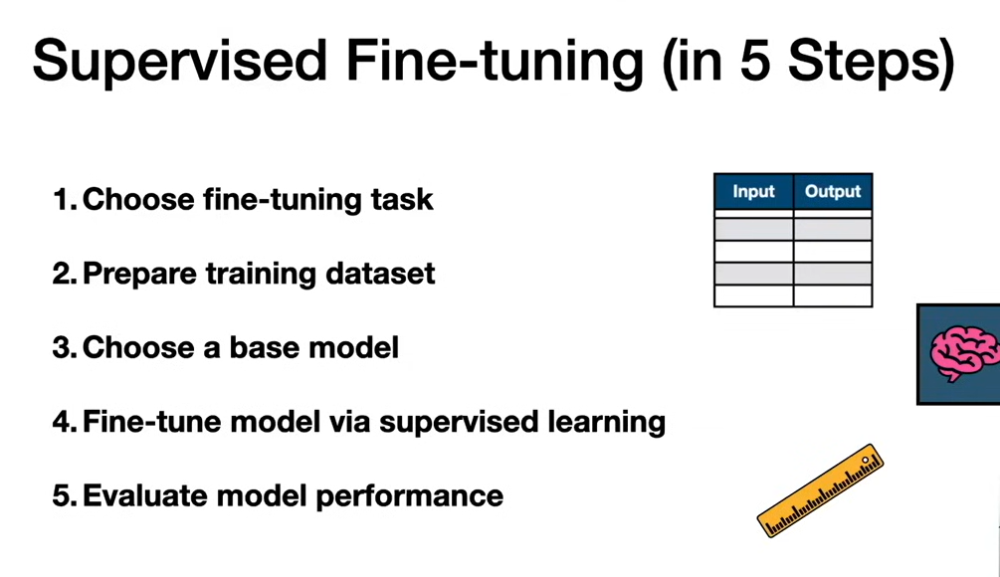 Supervised Fine-tuning (in 5 Steps)
1. Choose fine-tuning task
Input Output
2. Prepare training dataset
3. Choose a base model
4. Fine-tune model via supervised learning
5. Evaluate model performance